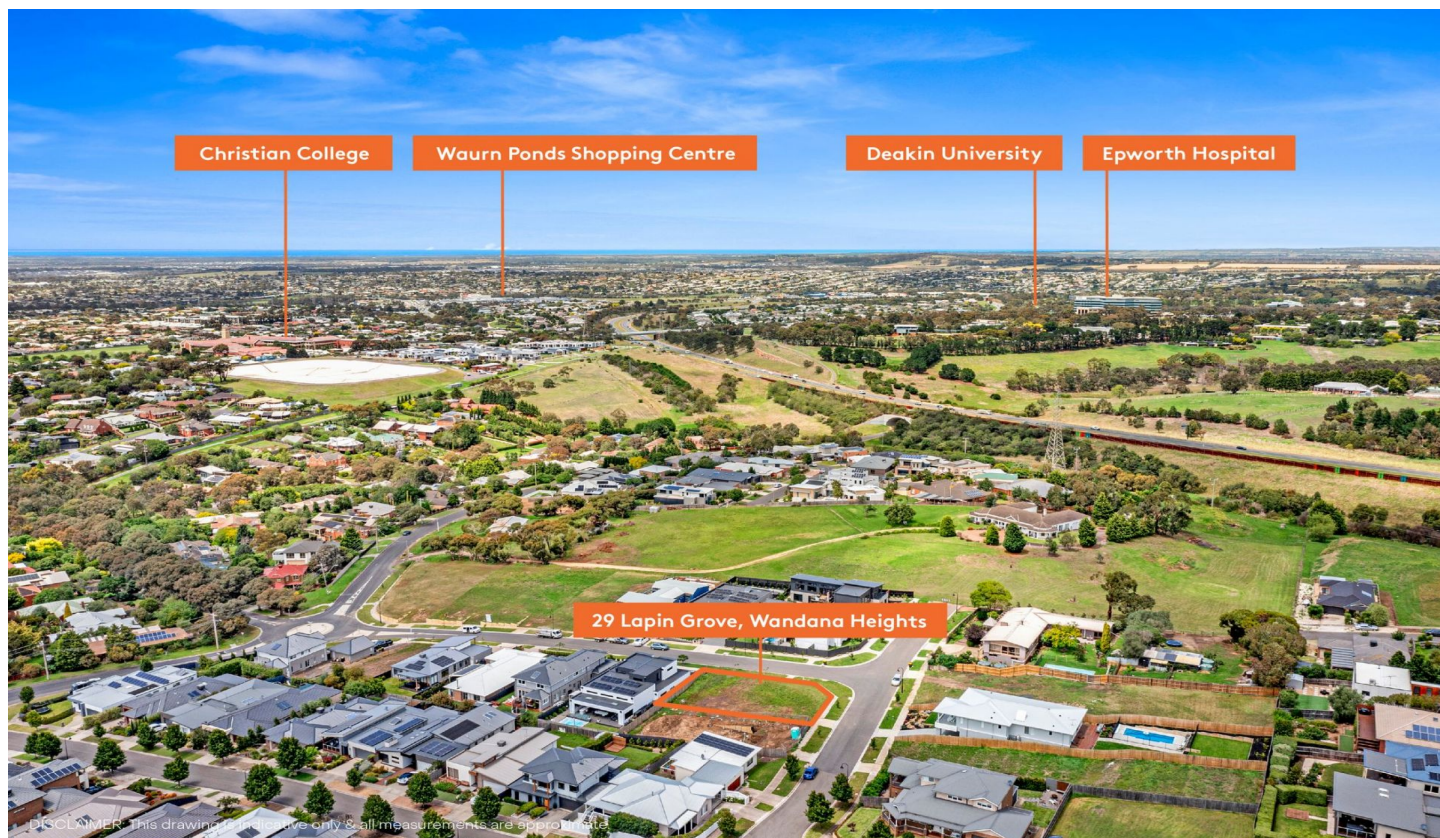 Christian College
Waurn Ponds Shopping Centre
Deakin University
Epworth Hospital
29 Lapin Grove, Wandana Heights
DISCLAIMER: This drawing is indicative only & all measurements are approximate